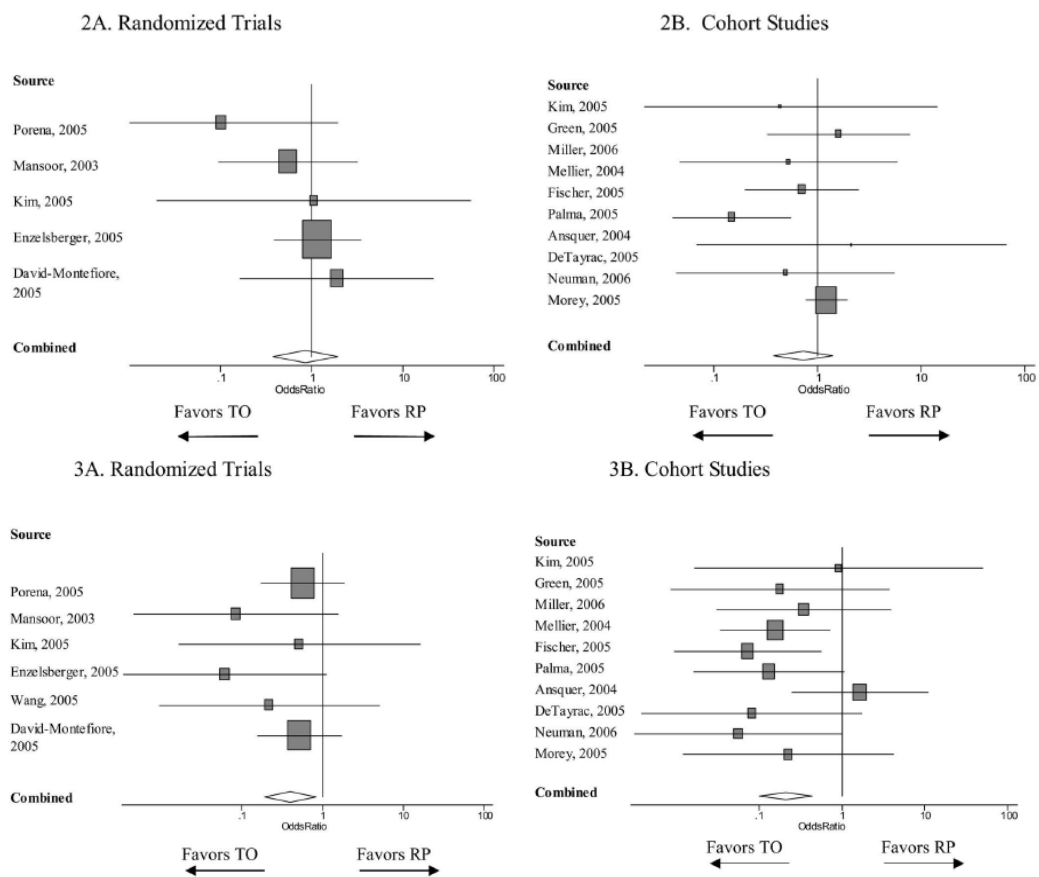 2A. Randomized Trials
Source
Porena, 2005
Mansoor, 2003
Kim, 2005
Enzelsberger, 2005
David-Montefiore,
2005
Combined
.1 1 10 100
OddsRatio
Favors TO Favors RP
2B. Cohort Studies
Source
Kim, 2005
Green, 2005
Miller, 2006
Mellier, 2004
Fischer, 2005
Palma, 2005
Ansquer, 2004
DeTayrac, 2005
Neuman, 2006
Morey, 2005
Combined
.1 1 10 100
OddsRatio
Favors TO Favors RP
3A. Randomized Trials
Source
Porena, 2005
Mansoor, 2003
Kim, 2005
Enzelsberger, 2005
Wang, 2005
David-Montefiore,
2005
Combined
.1 1 10 100
OddsRatio
Favors TO Favors RP
3B. Cohort Studies
Source
Kim, 2005
Green, 2005
Miller, 2006
Mellier, 2004
Fischer, 2005
Palma, 2005
Ansquer, 2004
DeTayrac, 2005
Neuman, 2006
Morey, 2005
Combined
.1 1 10 100
OddsRatio
Favors TO Favors RP